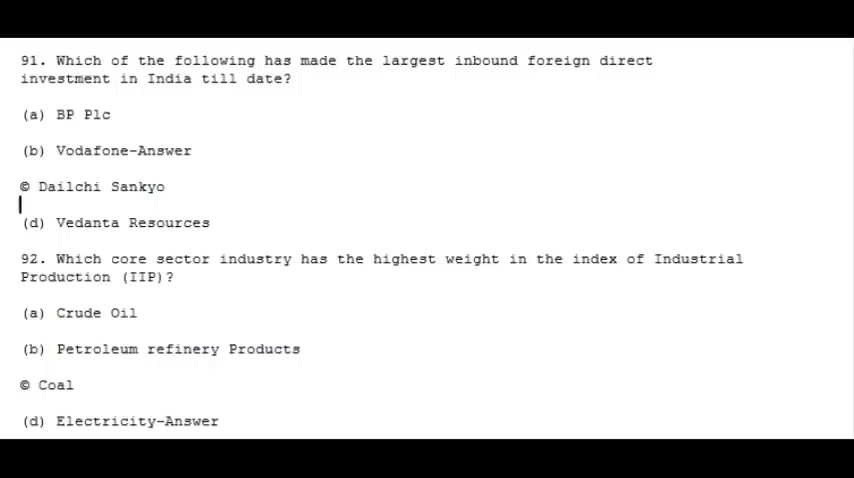 91. Which of the following has made the largest inbound foreign direct
investment in India till date?
(a) BP Plc
(b) Vodafone-Answer
© Dailchi Sankyo
(d) Vedanta Resources
92. Which core sector industry has the highest weight in the index of Industrial
Production (IIP)?
(a) Crude Oil
(b) Petroleum refinery Products
© Coal
(d) Electricity-Answer